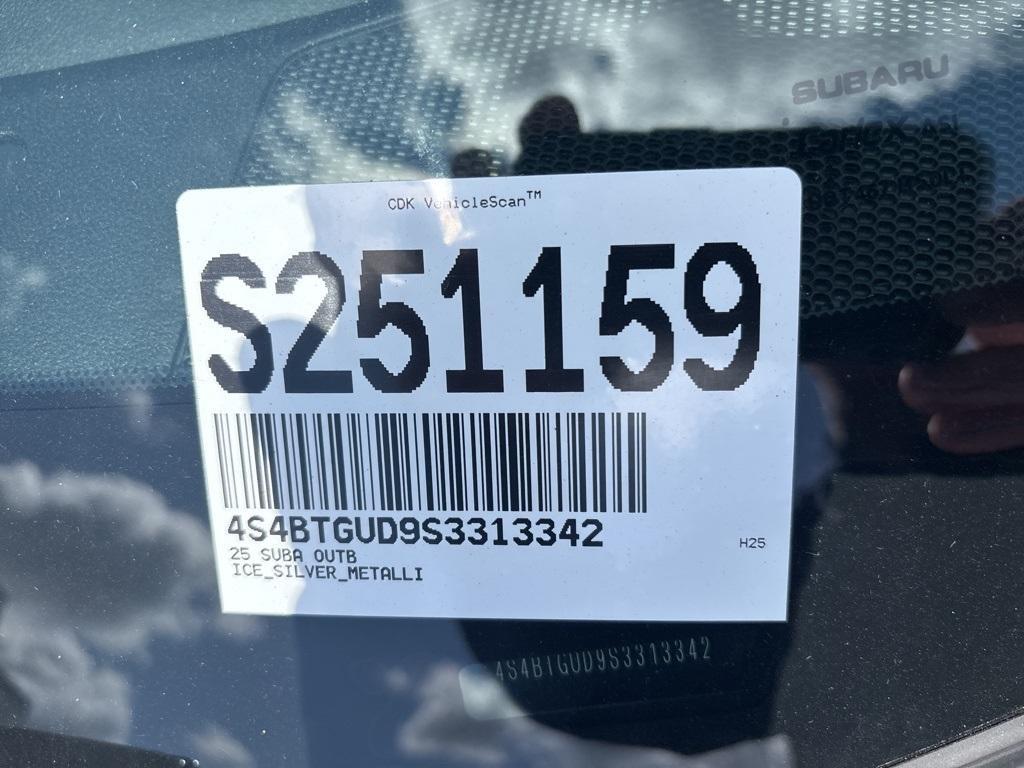 SUBARU
CDK VehicleScan™
S251159
4S4BTGUD9S3313342
25 SUBA OUTB
H25
ICE_SILVER_METALLI
4S4BTGUD9S3313342